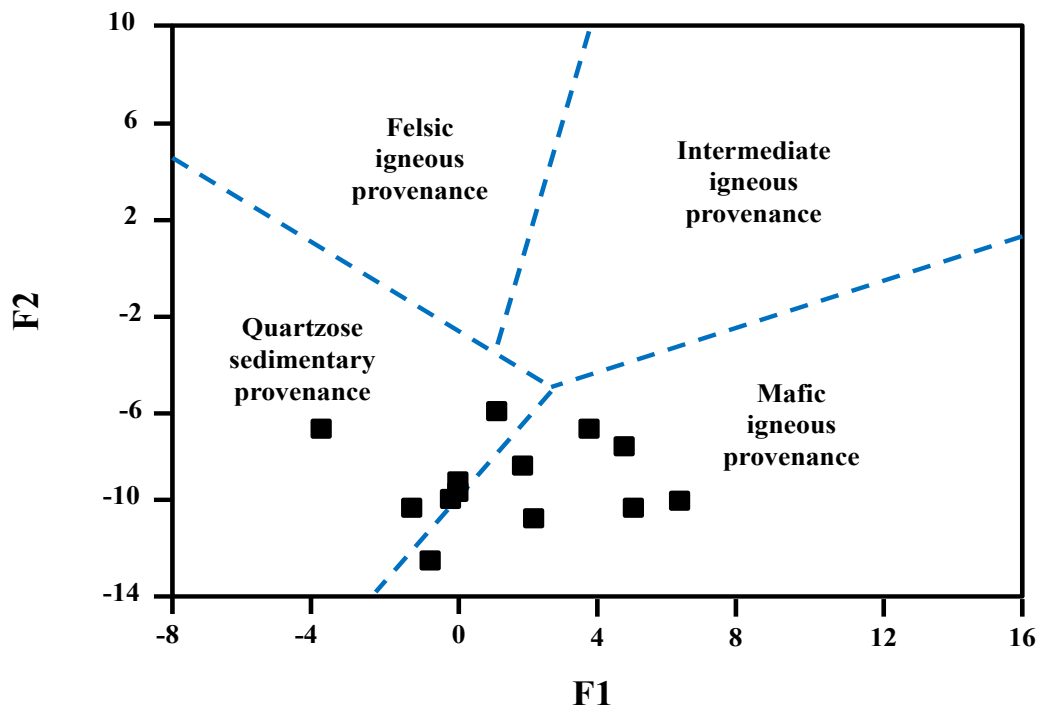 10
6
2
-2
-6
-10
-14
F2
Felsic
igneous
provenance
Intermediate
igneous
provenance
Quartzose
sedimentary
provenance
Mafic
igneous
provenance
-8
-4
0
4
8
12
16
F1